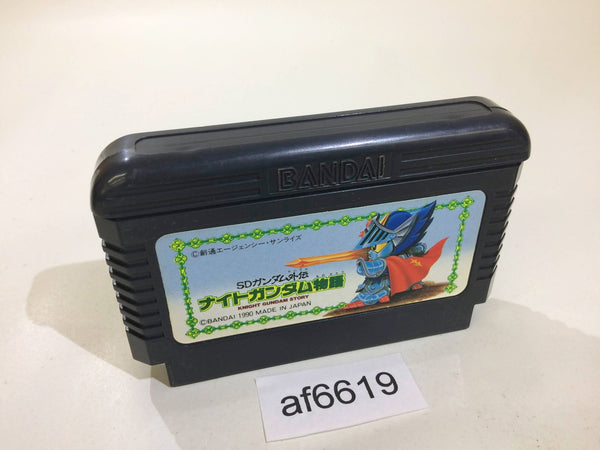 BANDAI
©創通エージェンシー・サンライズ
SDガンダム外伝
ナイトガンダム物語
KNIGHT GUNDAM STORY
©BANDAI 1990 MADE IN JAPAN
af6619